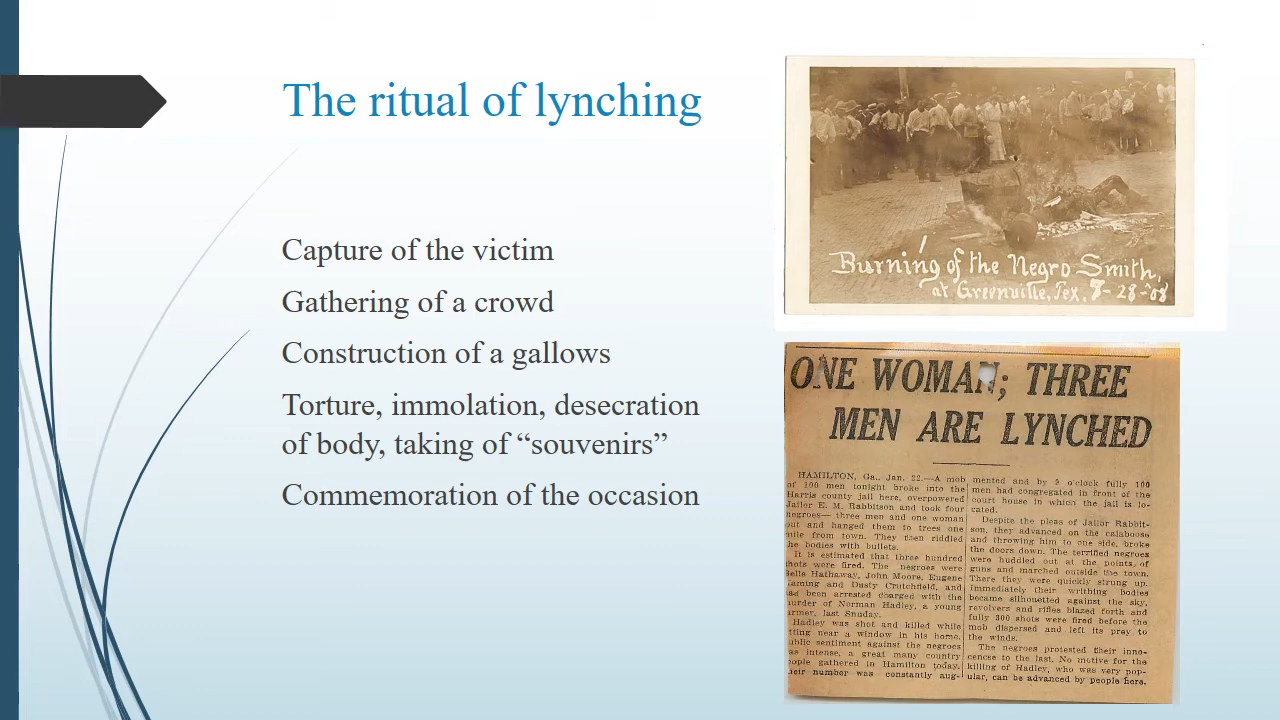 The ritual of lynching
Capture of the victim
Gathering of a crowd
Construction of a gallows
Torture, immolation, desecration
of body, taking of “souvenirs”
Commemoration of the occasion
Burning of the Negro Smith,
at Greenville, Tex. 7-28-'08
ONE WOMAN; THREE
MEN ARE LYNCHED
HAMILTON, Ga., Jan. 22.—A mob
of 100 men tonight broke into the
Harris county jail here, overpowered
Jailor E. M. Rabbitson and took four
negroes— three men and one woman
out and hanged them to trees one
mile from town. They then riddled
the bodies with bullets.
It is estimated that three hundred
shots were fired. The negroes were
Bells Hathaway, John Moore, Eugene
and Dusty Crutchfield, and
had been arrested charged with the
murder of Norman Hadley, a young
farmer, last Snuday.
Hadley was shot and killed while
sitting near a window in his home.
Public sentiment against the negroes
was intense, a great many country
people gathered in Hamilton today.
Their number was constantly aug-
mented and by 9 o'clock fully 100
men had congregated in front of the
court house in which the jail is lo-
cated.
Despite the pleas of Jailor Rabbit-
son, they advanced on the calaboose
and throwing him to one side, broke
the doors down. The terrified negroes
were huddled out at the points of
guns and marched outside the town.
There they were quickly strung up.
Immediately their writhing bodies
became silhonetted against the sky,
revolvers and rifles blazed forth and
fully 300 shots were fired before the
mob dispersed and left its prey to
the winds.
The negroes protested their inno-
cencse to the last. No motive for the
killing of Hadley, who was very pop-
ular, can be advanced by people here.